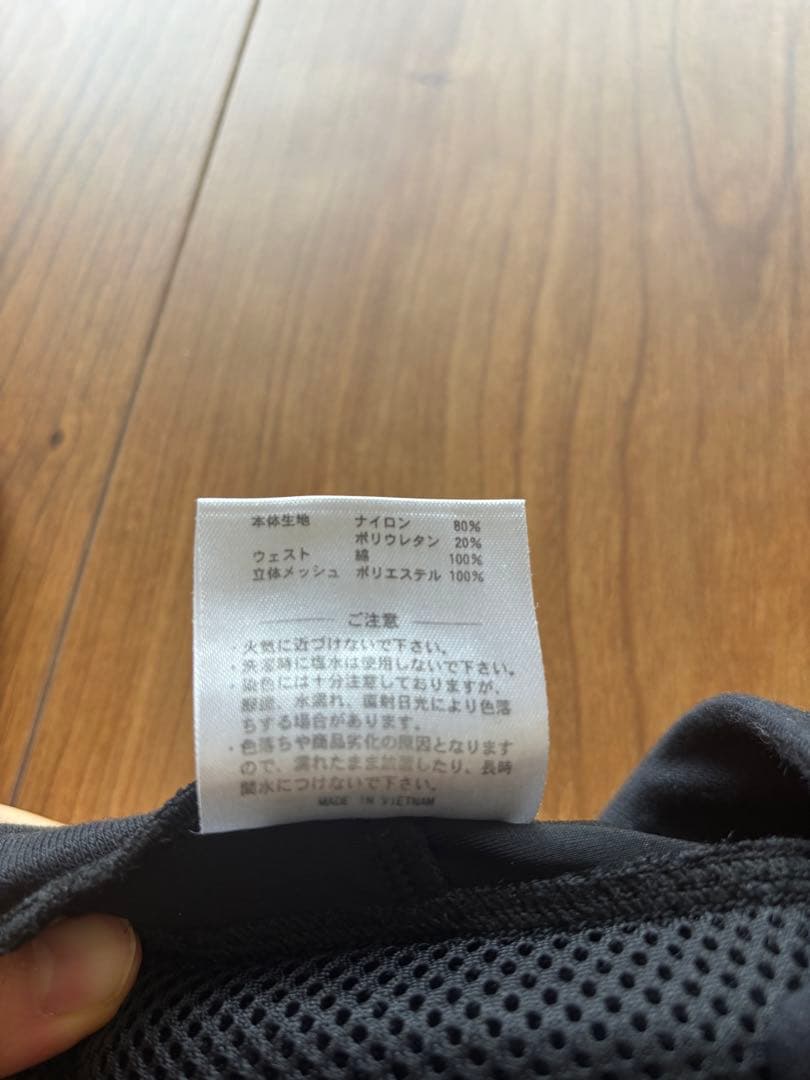 本体生地 ナイロン 80%
ポリウレタン 20%
ウェスト 綿 100%
立体メッシュ ポリエステル 100%
ご注意
・火気に近づけないで下さい。
・洗濯時に塩水は使用しないで下さい。
・染色には十分注意しておりますが、
摩擦、水濡れ、直射日光により色落
ちする場合があります。
・色落ちや商品劣化の原因となります
ので、濡れたまま放置したり、長時
間水につけないで下さい。
MADE IN VIETNAM